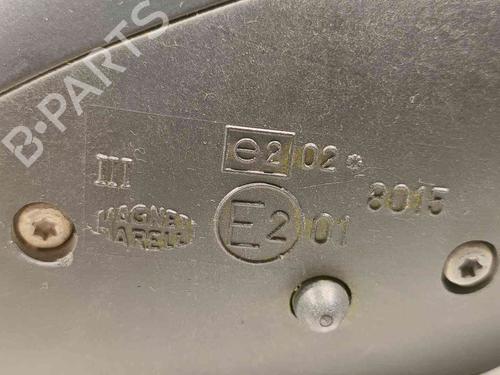 B-PARTS
e2 02*
III
8015
MAGNETI
MARELLI
E2 01